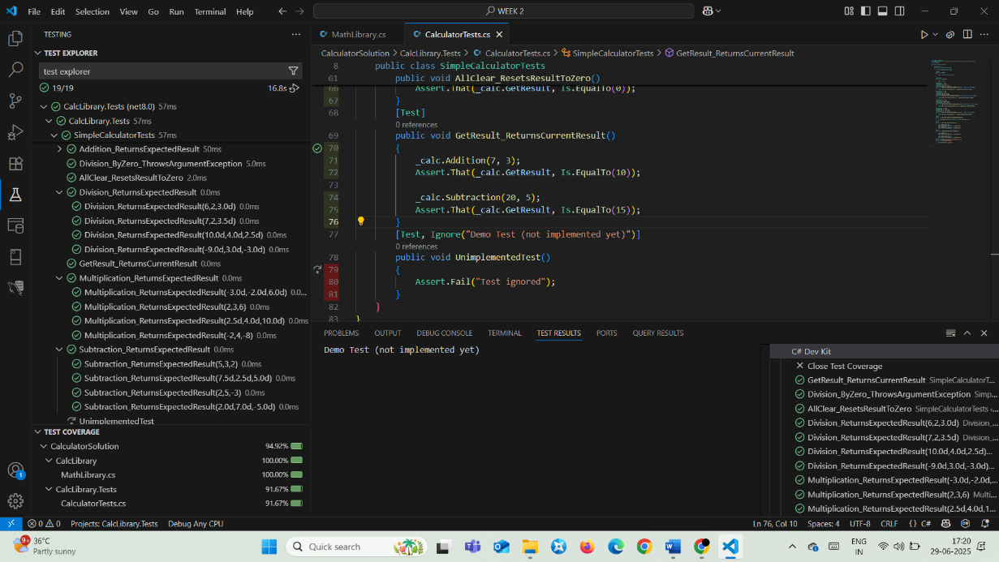 File Edit Selection View Go Run Terminal Help
WEEK 2
TESTING
TEST EXPLORER
test explorer
19/19 16.8s
CalcLibrary.Tests (net8.0) 57ms
CalcLibrary.Tests 57ms
SimpleCalculatorTests 57ms
Addition_ReturnsExpectedResult 50ms
Division_ByZero_ThrowsArgumentException 5.0ms
AllClear_ResetsResultToZero 2.0ms
Division_ReturnsExpectedResult 0.0ms
Division_ReturnsExpectedResult(6,2,3.0d) 0.0ms
Division_ReturnsExpectedResult(7,2,3.5d) 0.0ms
Division_ReturnsExpectedResult(10.0d,4.0d,2.5d) 0.0ms
Division_ReturnsExpectedResult(-9.0d,3.0d,-3.0d) 0.0ms
GetResult_ReturnsCurrentResult 0.0ms
Multiplication_ReturnsExpectedResult 0.0ms
Multiplication_ReturnsExpectedResult(-3.0d,-2.0d,6.0d) 0.0...
Multiplication_ReturnsExpectedResult(2,3,6) 0.0ms
Multiplication_ReturnsExpectedResult(2.5d,4.0d,10.0d) 0.0ms
Multiplication_ReturnsExpectedResult(-2,4,-8) 0.0ms
Subtraction_ReturnsExpectedResult 0.0ms
Subtraction_ReturnsExpectedResult(5,3,2) 0.0ms
Subtraction_ReturnsExpectedResult(7.5d,2.5d,5.0d) 0.0ms
Subtraction_ReturnsExpectedResult(2,5,-3) 0.0ms
Subtraction_ReturnsExpectedResult(2.0d,7.0d,-5.0d) 0.0ms
UnimplementedTest
TEST COVERAGE
CalculatorSolution 94.92%
CalcLibrary 100.00%
MathLibrary.cs 100.00%
CalcLibrary.Tests 91.67%
CalculatorTests.cs 91.67%
MathLibrary.cs CalculatorTests.cs
CalculatorSolution > CalcLibrary.Tests > CalculatorTests.cs > SimpleCalculatorTests > GetResult_ReturnsCurrentResult
8 public class SimpleCalculatorTests
61 public void AllClear_ResetsResultToZero()
66 Assert.That(_calc.GetResult, Is.EqualTo(0));
67 }
68 [Test]
0 references
69 public void GetResult_ReturnsCurrentResult()
70 {
71 _calc.Addition(7, 3);
72 Assert.That(_calc.GetResult, Is.EqualTo(10));
73
74 _calc.Subtraction(20, 5);
75 Assert.That(_calc.GetResult, Is.EqualTo(15));
76 }
77 [Test, Ignore("Demo Test (not implemented yet)")]
0 references
78 public void UnimplementedTest()
79 {
80 Assert.Fail("Test ignored");
81 }
82 }
83 }
PROBLEMS OUTPUT DEBUG CONSOLE TERMINAL TEST RESULTS PORTS QUERY RESULTS
Demo Test (not implemented yet)
C# Dev Kit
Close Test Coverage
GetResult_ReturnsCurrentResult SimpleCalculatorT...
Division_ByZero_ThrowsArgumentException Simp...
AllClear_ResetsResultToZero SimpleCalculatorTests ...
Division_ReturnsExpectedResult(6,2,3.0d) Division_...
Division_ReturnsExpectedResult(7,2,3.5d) Division_...
Division_ReturnsExpectedResult(10.0d,4.0d,2.5d)...
Division_ReturnsExpectedResult(-9.0d,3.0d,-3.0d)...
Multiplication_ReturnsExpectedResult(-3.0d,-2.0d,...
Multiplication_ReturnsExpectedResult(2,3,6) Multi...
Multiplication_ReturnsExpectedResult(2.5d,4.0d,1...
1
0 0 Projects: CalcLibrary.Tests Debug Any CPU
Ln 76, Col 10 Spaces: 4 UTF-8 CRLF {} C#
9+ 36°C
Partly sunny
Quick search
ENG
IN
17:20
29-06-2025